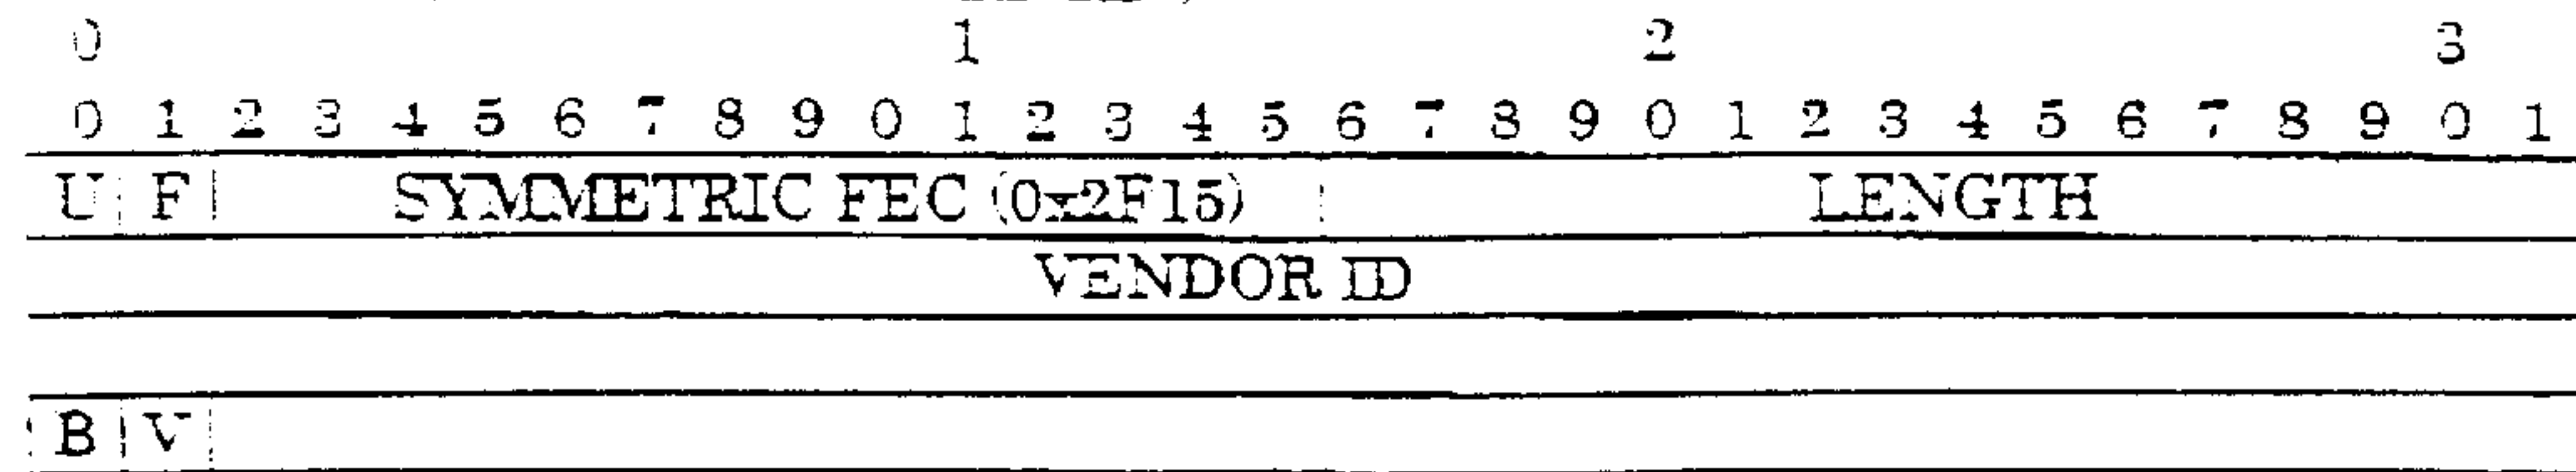 0 1 2 3
0 1 2 3 4 5 6 7 8 9 0 1 2 3 4 5 6 7 8 9 0 1 2 3 4 5 6 7 8 9 0 1
U F SYMMETRIC FEC (0x2F15) LENGTH
VENDOR ID
B V